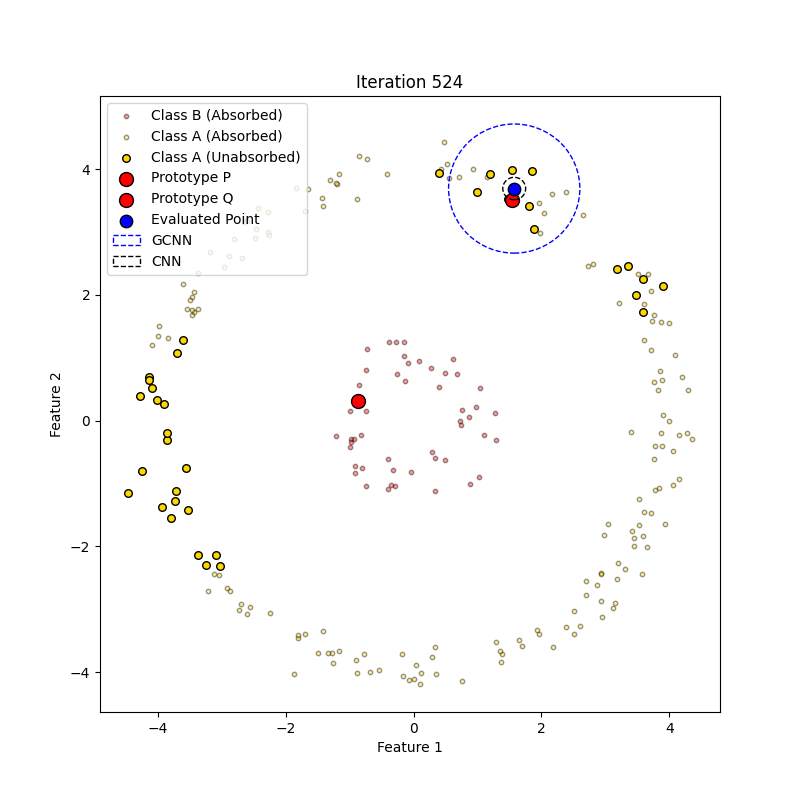 Iteration 524
Class B (Absorbed)
Class A (Absorbed)
Class A (Unabsorbed)
Prototype P
Prototype Q
Evaluated Point
GCNN
CNN
4
2
0
−2
−4
Feature 2
−4
−2
0
2
4
Feature 1